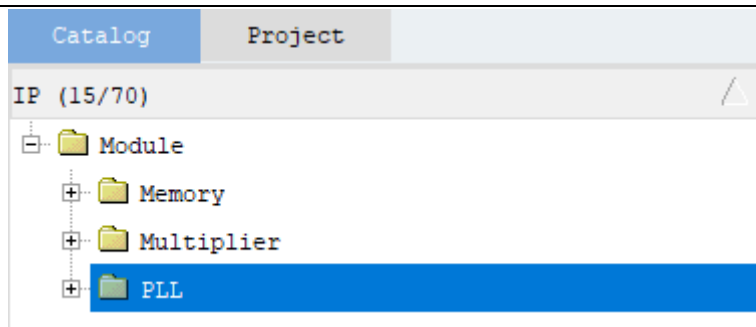 Catalog Project
IP (15/70)
Module
Memory
Multiplier
PLL